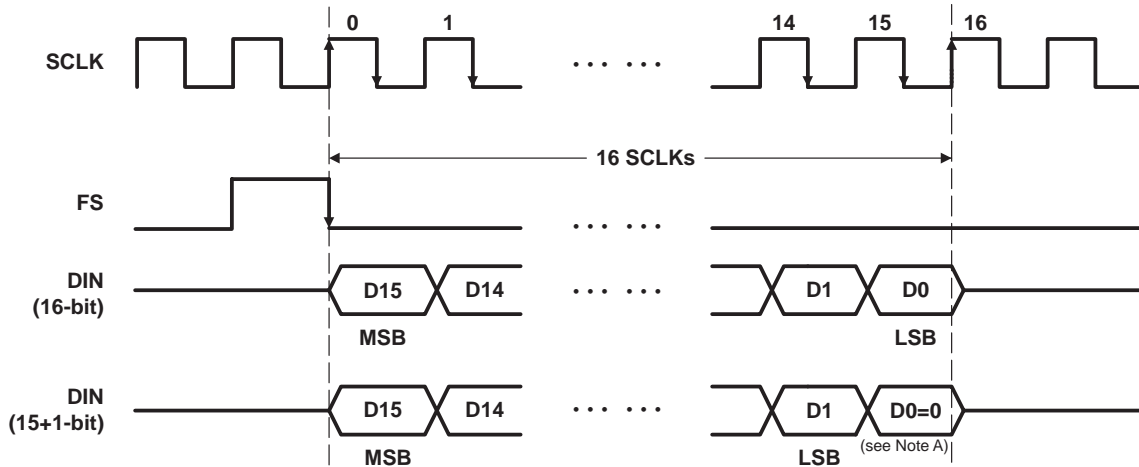 0 1 14 15 16
SCLK
... ... 
16 SCLKs
FS
... ...
DIN
(16-bit)
D15 D14 ... ... D1 D0
MSB LSB
DIN
(15+1-bit)
D15 D14 ... ... D1 D0=0
(see Note A)
MSB LSB